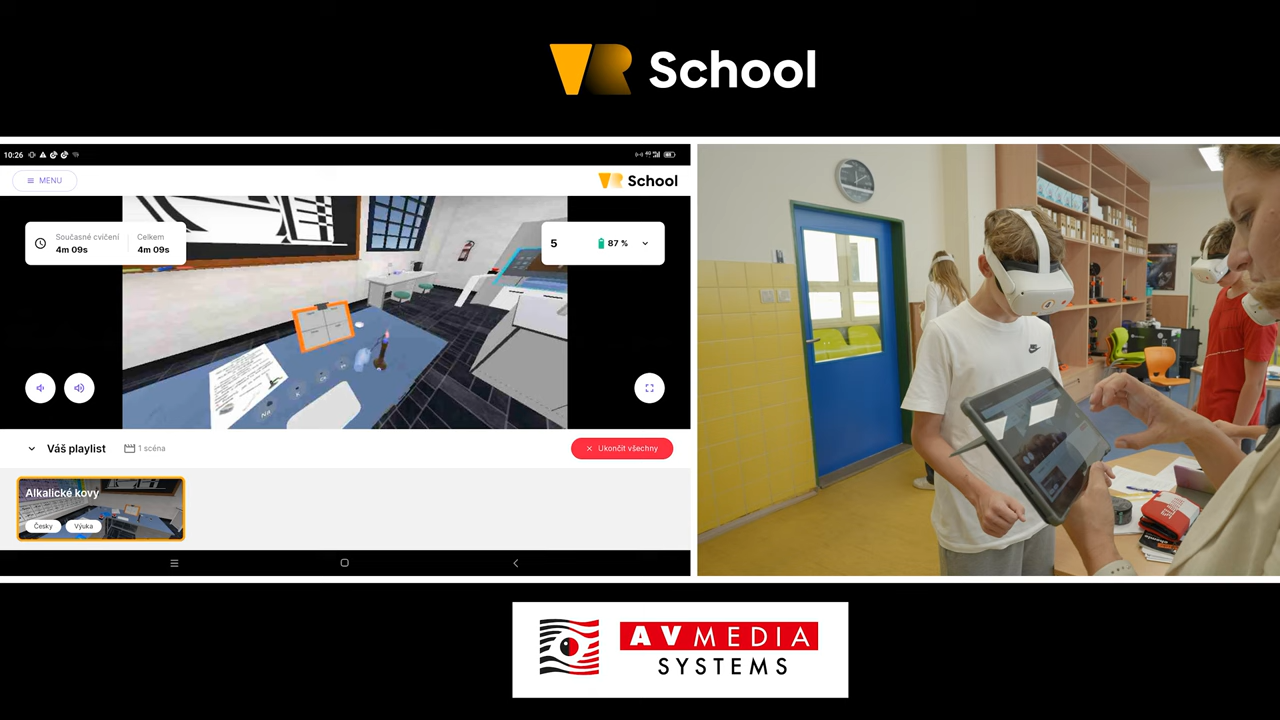 VR School
10:26
MENU
VR School
Současné cvičení
4m 09s
Celkem
4m 09s
5
87 %
Na
Váš playlist
1 scéna
Ukončit všechny
Alkalické kovy
Česky
Výuka
AV MEDIA
SYSTEMS